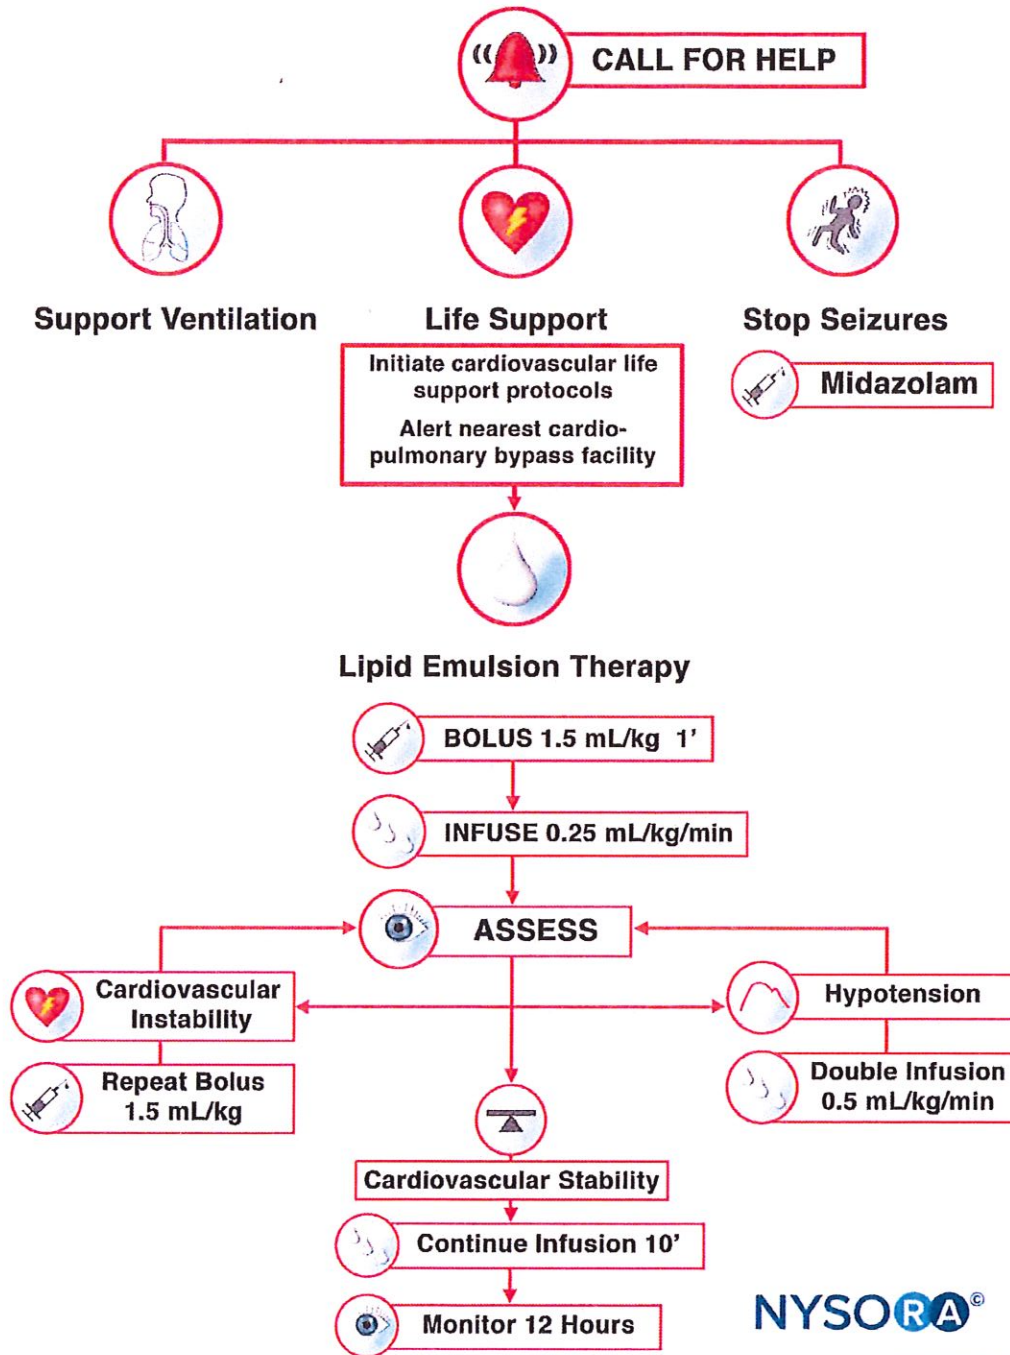 CALL FOR HELP
Support Ventilation
Life Support
Stop Seizures
Initiate cardiovascular life
support protocols
Alert nearest cardio-
pulmonary bypass facility
Midazolam
Lipid Emulsion Therapy
BOLUS 1.5 mL/kg 1’
INFUSE 0.25 mL/kg/min
ASSESS
Cardiovascular
Instability
Repeat Bolus
1.5 mL/kg
Hypotension
Double Infusion
0.5 mL/kg/min
Cardiovascular Stability
Continue Infusion 10’
Monitor 12 Hours
NYSORA©